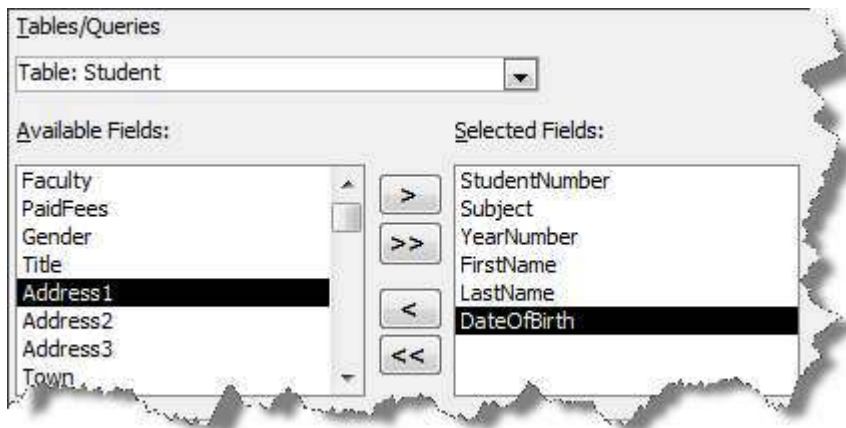 Tables/Queries
Table: Student
Available Fields:
Selected Fields:
Faculty
PaidFees
Gender
Title
Address1
Address2
Address3
Town
>
>>
<
<<
StudentNumber
Subject
YearNumber
FirstName
LastName
DateOfBirth